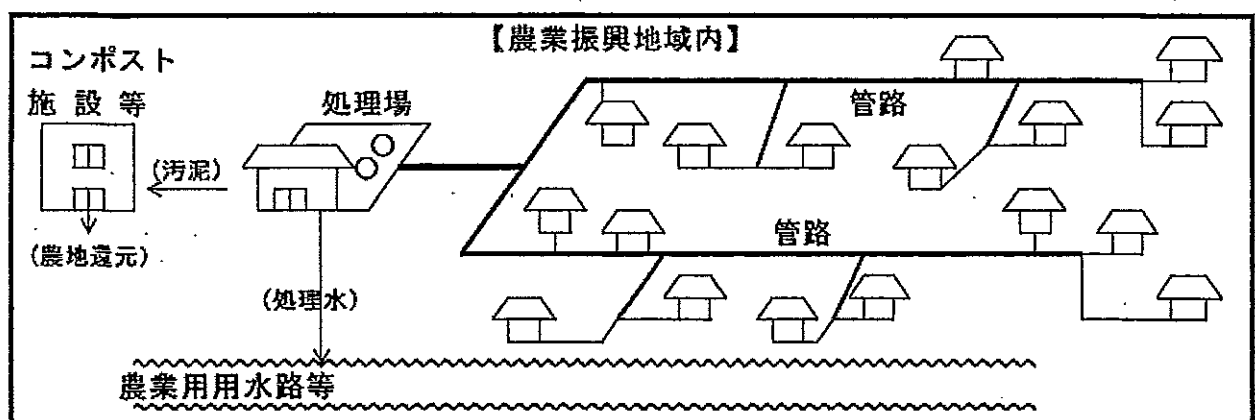 【農業振興地域内】
コンポスト
施設等
処理場
管路
(汚泥)
管路
(農地還元)
(処理水)
農業用用水路等